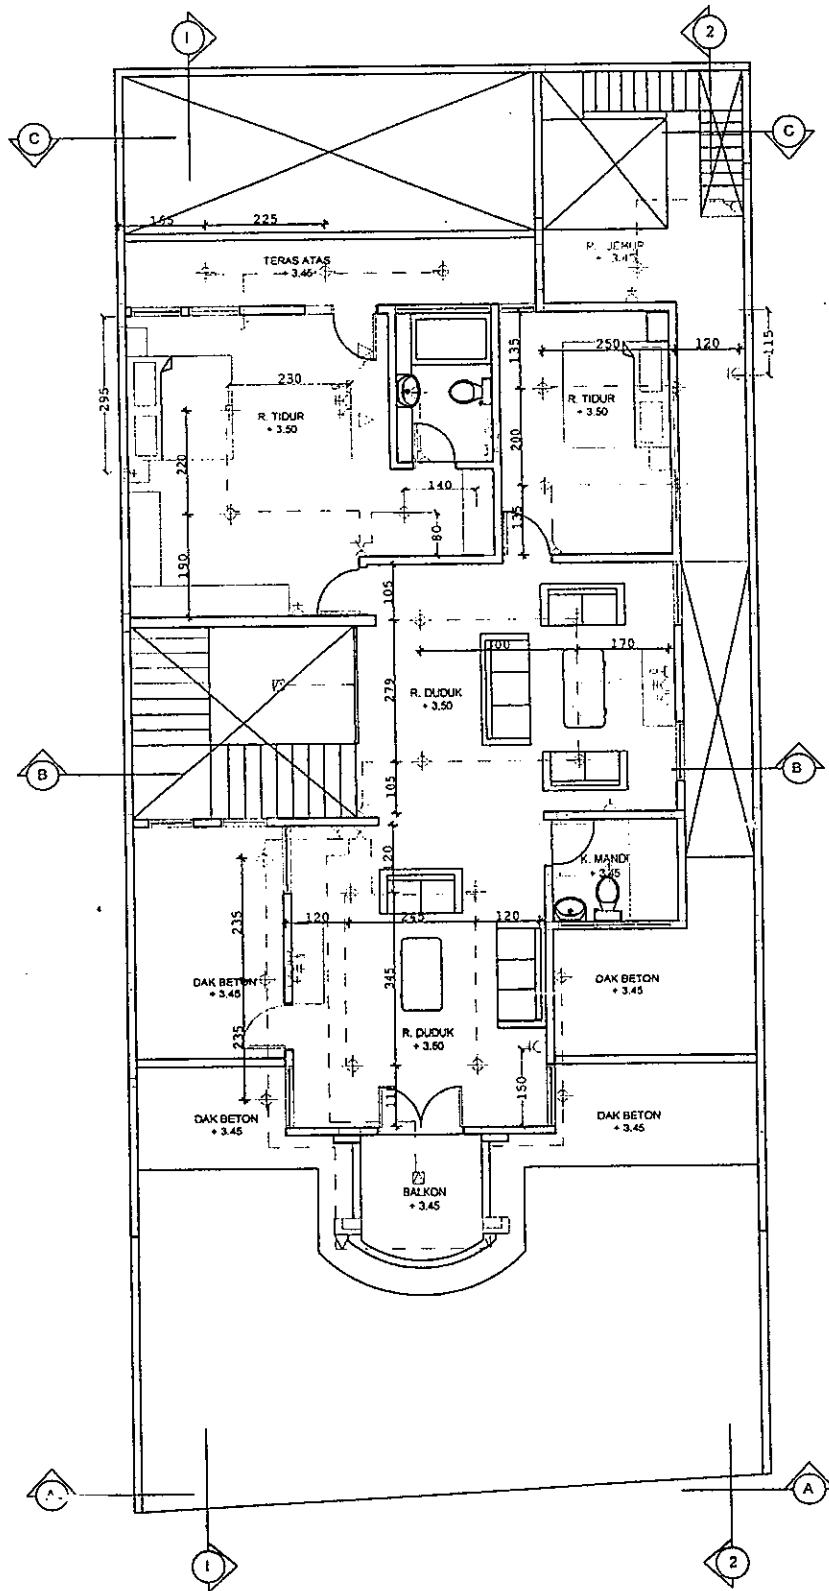 1
2
C
C
165
225
TERAS ATAS
+ 3.45
R. JEMUR
+ 3.45
295
230
R. TIDUR
+ 3.50
220
190
140
80
135
250
120
115
R. TIDUR
+ 3.50
200
135
105
300
170
279
R. DUDUK
+ 3.50
B
B
105
120
K. MANDI
+ 3.45
235
120
245
120
DAK BETON
+ 3.45
345
DAK BETON
+ 3.45
235
R. DUDUK
+ 3.50
150
DAK BETON
+ 3.45
DAK BETON
+ 3.45
BALKON
+ 3.45
A
A
1
2